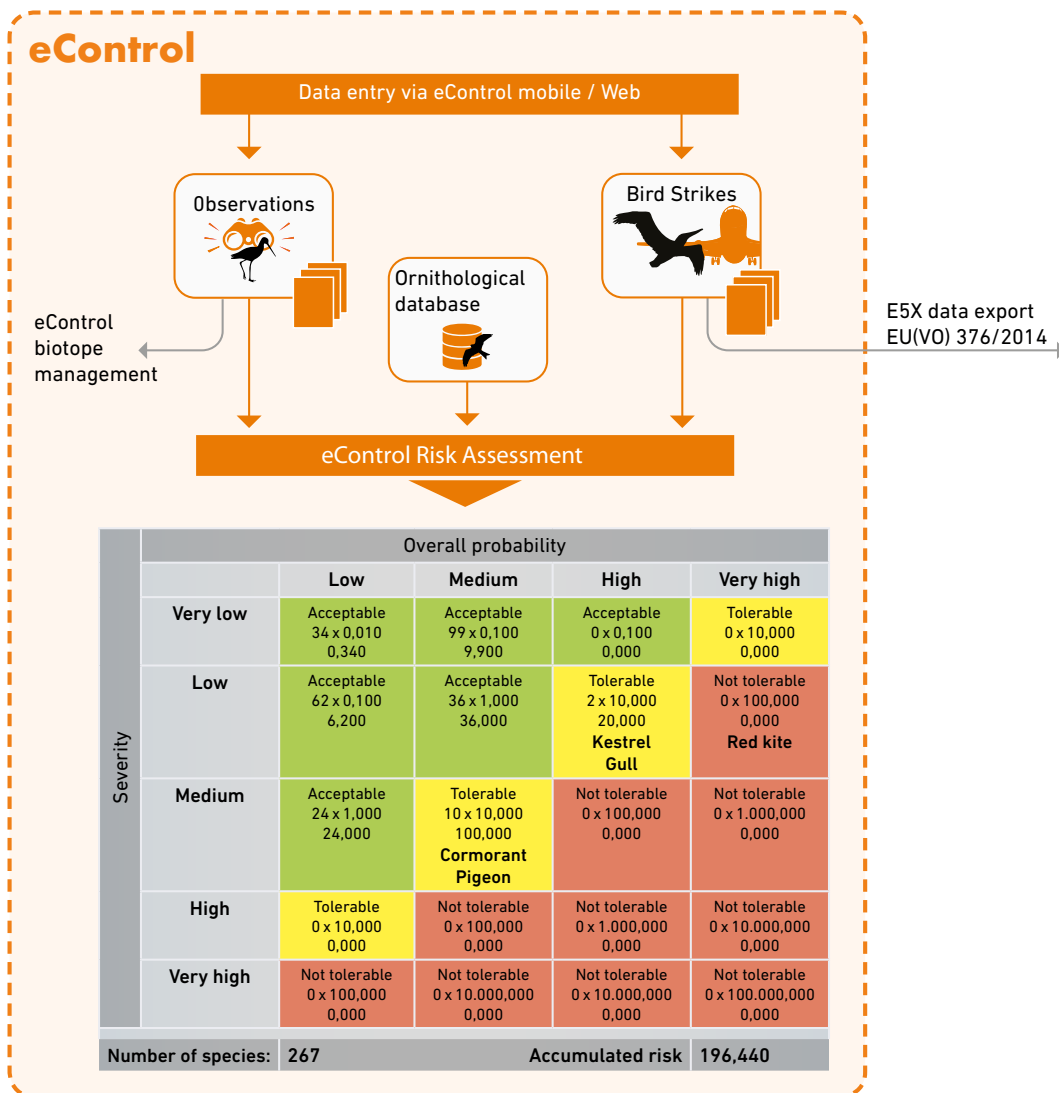 eControl
Data entry via eControl mobile / Web
Observations
Bird Strikes
Ornithological
database
eControl
biotope
management
E5X data export
EU(VO) 376/2014
eControl Risk Assessment
Overall probability
Low Medium High Very high
Severity
Very low
Acceptable
34 x 0,010
0,340
Acceptable
99 x 0,100
9,900
Acceptable
0 x 0,100
0,000
Tolerable
0 x 10,000
0,000
Low
Acceptable
62 x 0,100
6,200
Acceptable
36 x 1,000
36,000
Tolerable
2 x 10,000
20,000
Kestrel
Gull
Not tolerable
0 x 100,000
0,000
Red kite
Medium
Acceptable
24 x 1,000
24,000
Tolerable
10 x 10,000
100,000
Cormorant
Pigeon
Not tolerable
0 x 100,000
0,000
Not tolerable
0 x 1.000,000
0,000
High
Tolerable
0 x 10,000
0,000
Not tolerable
0 x 100,000
0,000
Not tolerable
0 x 1.000,000
0,000
Not tolerable
0 x 10.000,000
0,000
Very high
Not tolerable
0 x 100,000
0,000
Not tolerable
0 x 10.000,000
0,000
Not tolerable
0 x 10.000,000
0,000
Not tolerable
0 x 100.000,000
0,000
Number of species: 267 Accumulated risk 196,440